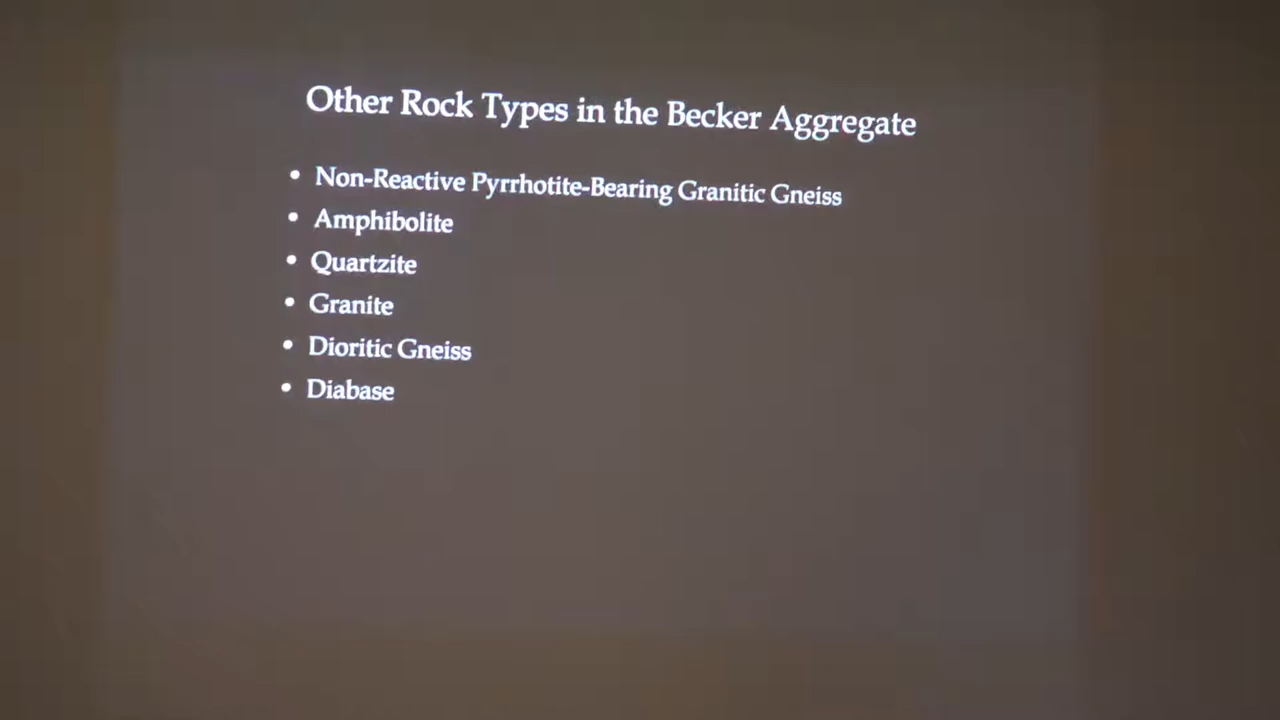 Other Rock Types in the Becker Aggregate
• Non-Reactive Pyrrhotite-Bearing Granitic Gneiss
• Amphibolite
• Quartzite
• Granite
• Dioritic Gneiss
• Diabase